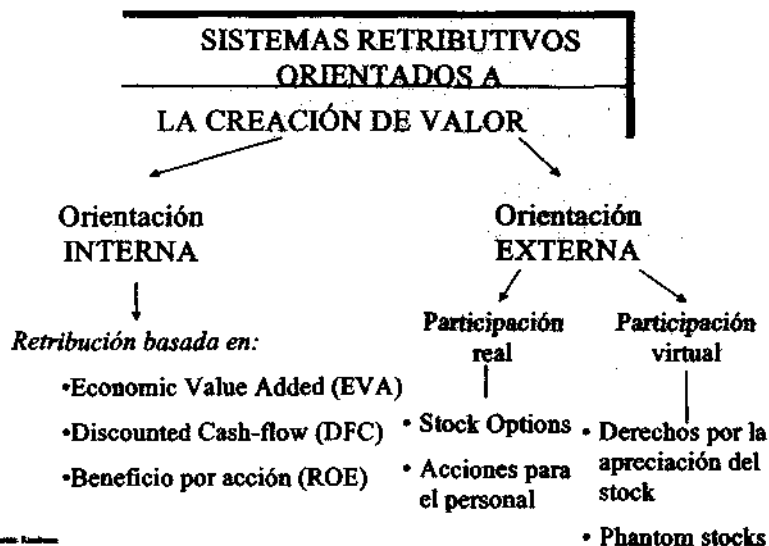 SISTEMAS RETRIBUTIVOS
ORIENTADOS A
LA CREACIÓN DE VALOR
Orientación
INTERNA
Retribución basada en:
•Economic Value Added (EVA)
•Discounted Cash-flow (DFC)
•Beneficio por acción (ROE)
Orientación
EXTERNA
Participación
real
• Stock Options
• Acciones para
el personal
Participación
virtual
• Derechos por la
apreciación del
stock
• Phantom stocks